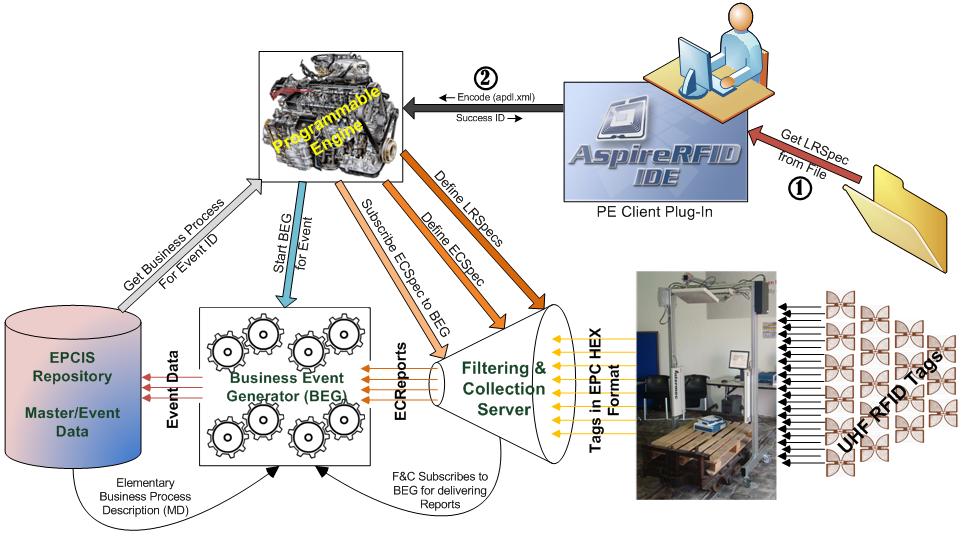 ②
← Encode (apdl.xml)
Success ID →
Programmable
Engine
AspireRFID
IDE
PE Client Plug-In
Get LRSpec
from File
①
Get Business Process
For Event ID
Start BEG
for Event
Subscribe ECSpec to BEG
Define ECSpec
Define LRSpecs
EPCIS
Repository
Master/Event
Data
Event Data
Business Event
Generator (BEG)
ECReports
Filtering &
Collection
Server
Tags in EPC HEX
Format
UHF RFID Tags
Elementary
Business Process
Description (MD)
F&C Subscribes to
BEG for delivering
Reports